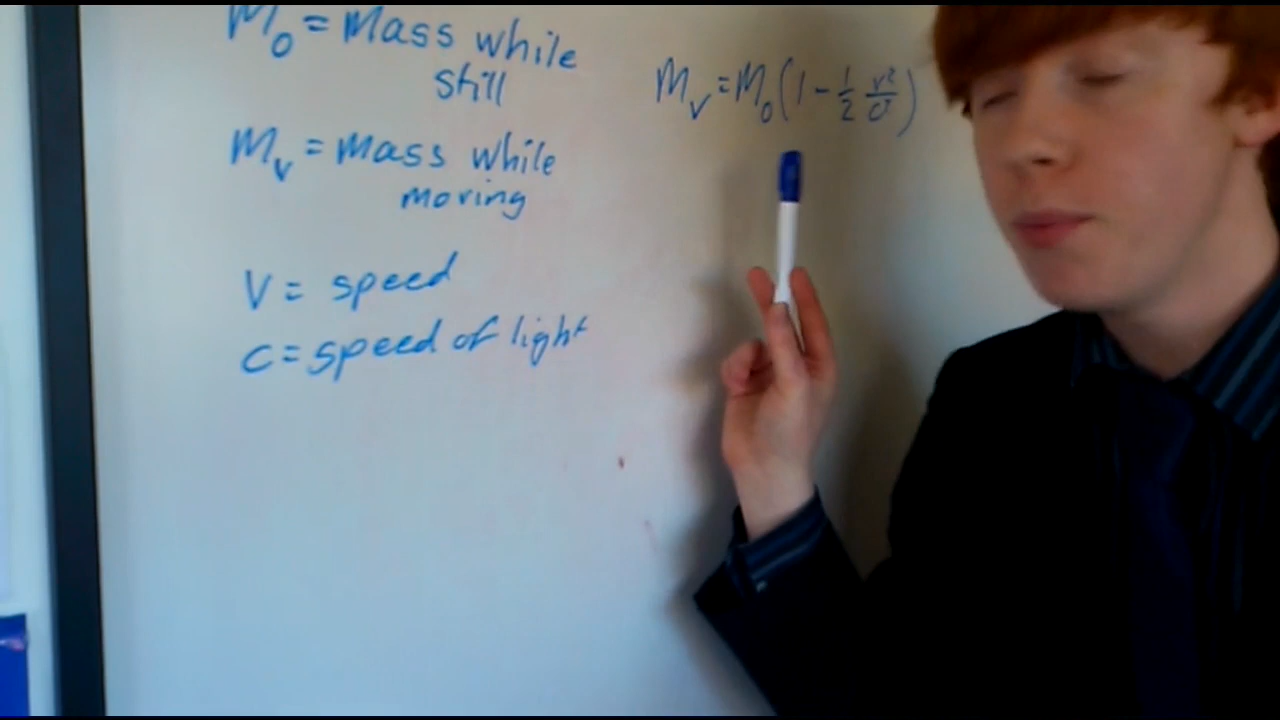 M₀ = Mass while
still
Mᵥ = Mass while
moving
V = speed
c = speed of light
Mᵥ = M₀(1 - 1/2 v²/c²)